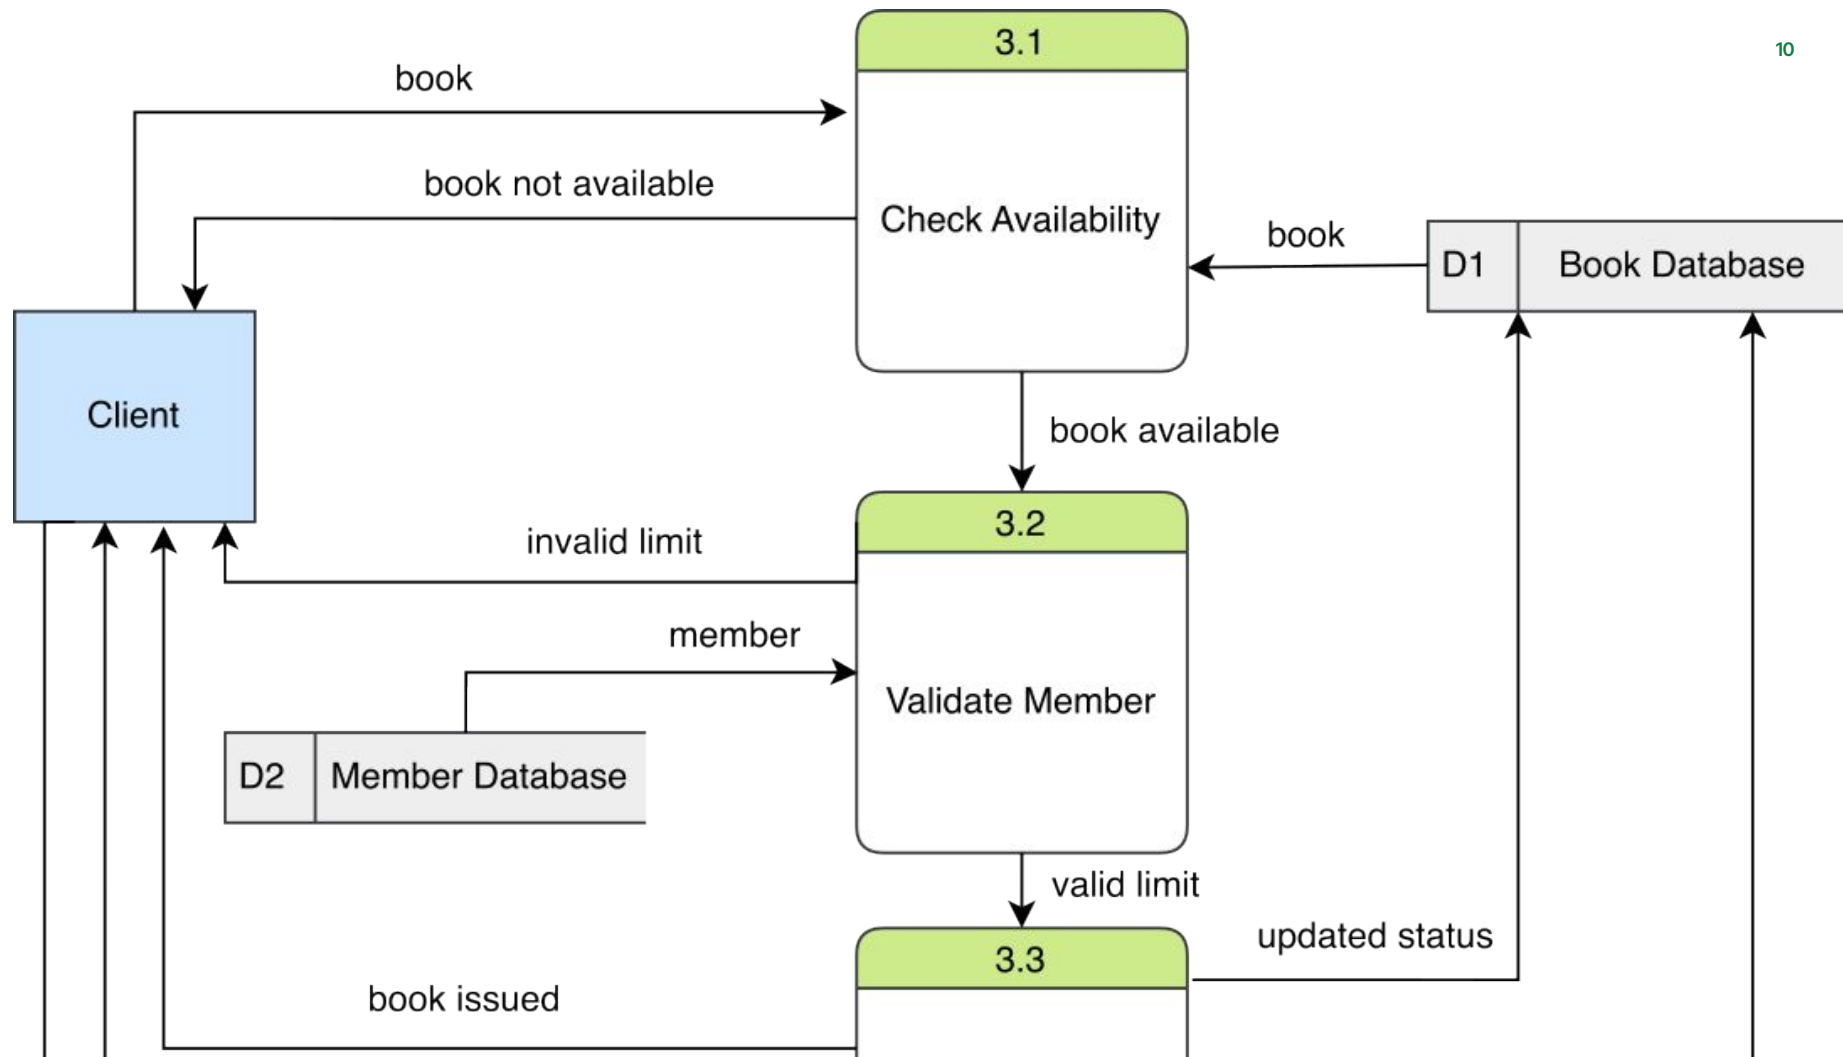 3.1
10
book
book not available
Check Availability
book
D1
Book Database
Client
book available
3.2
invalid limit
member
Validate Member
D2
Member Database
valid limit
updated status
3.3
book issued